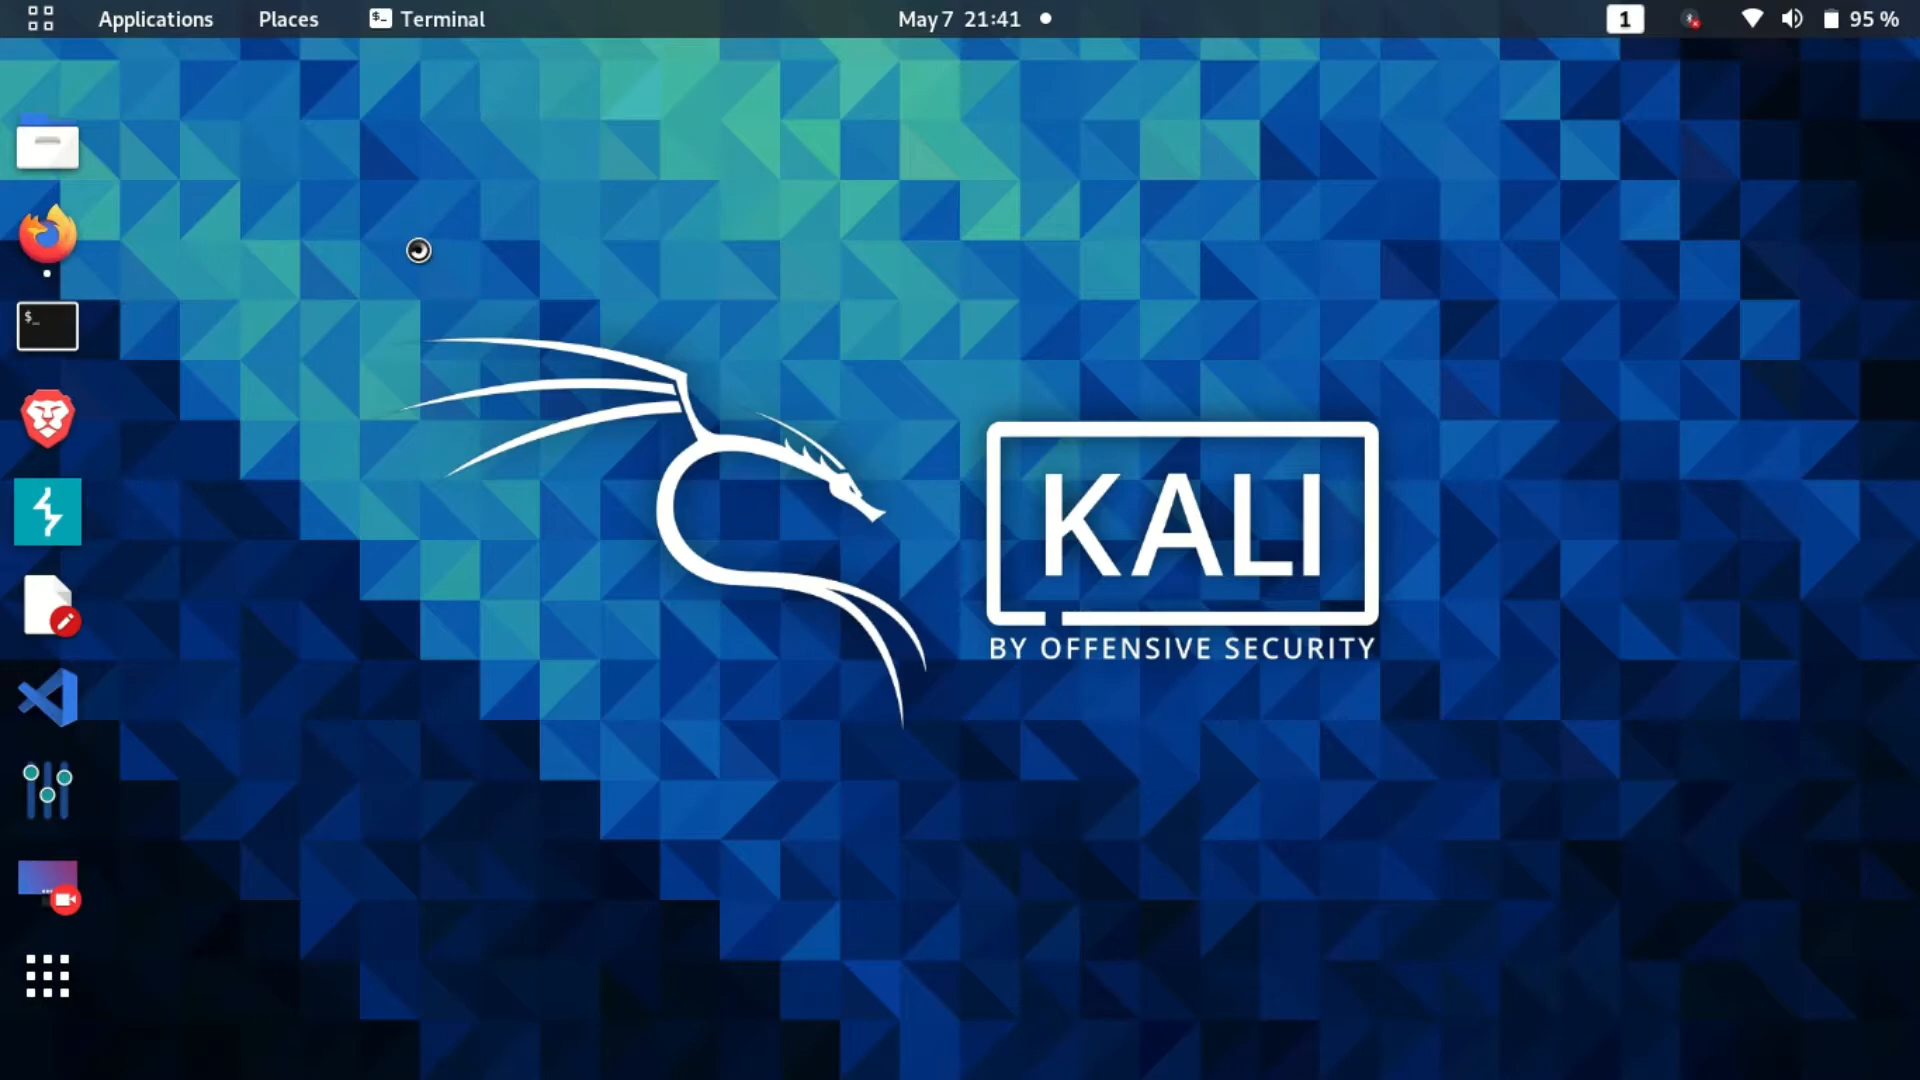 Applications Places $_ Terminal May 7 21:41 1 95 %
$_
KALI
BY OFFENSIVE SECURITY